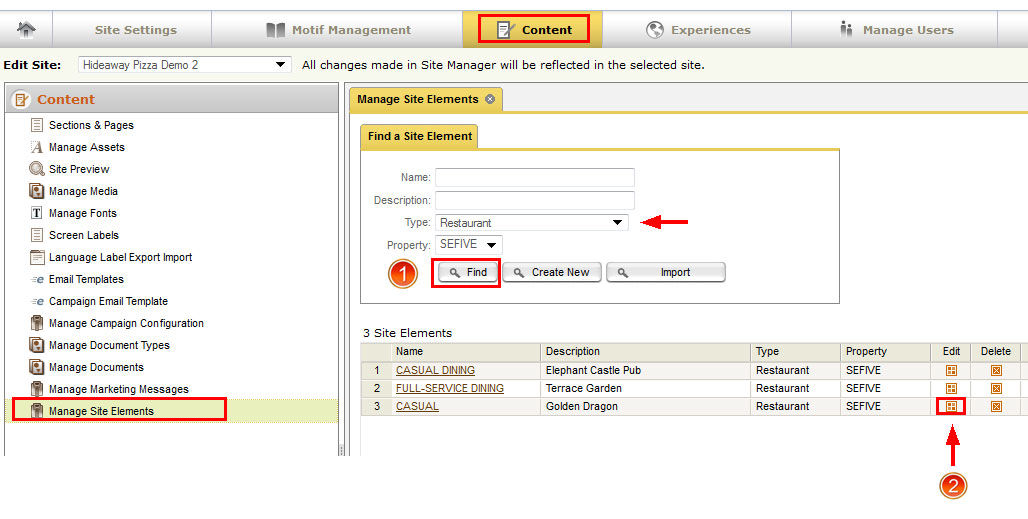 Site Settings Motif Management Content Experiences Manage Users
Edit Site: Hideaway Pizza Demo 2 All changes made in Site Manager will be reflected in the selected site.
Content
Sections & Pages
Manage Assets
Site Preview
Manage Media
Manage Fonts
Screen Labels
Language Label Export Import
Email Templates
Campaign Email Template
Manage Campaign Configuration
Manage Document Types
Manage Documents
Manage Marketing Messages
Manage Site Elements
Manage Site Elements
Find a Site Element
Name:
Description:
Type: Restaurant
Property: SEFIVE
1 Find Create New Import
3 Site Elements
Name Description Type Property Edit Delete
1 CASUAL DINING Elephant Castle Pub Restaurant SEFIVE
2 FULL-SERVICE DINING Terrace Garden Restaurant SEFIVE
3 CASUAL Golden Dragon Restaurant SEFIVE
2